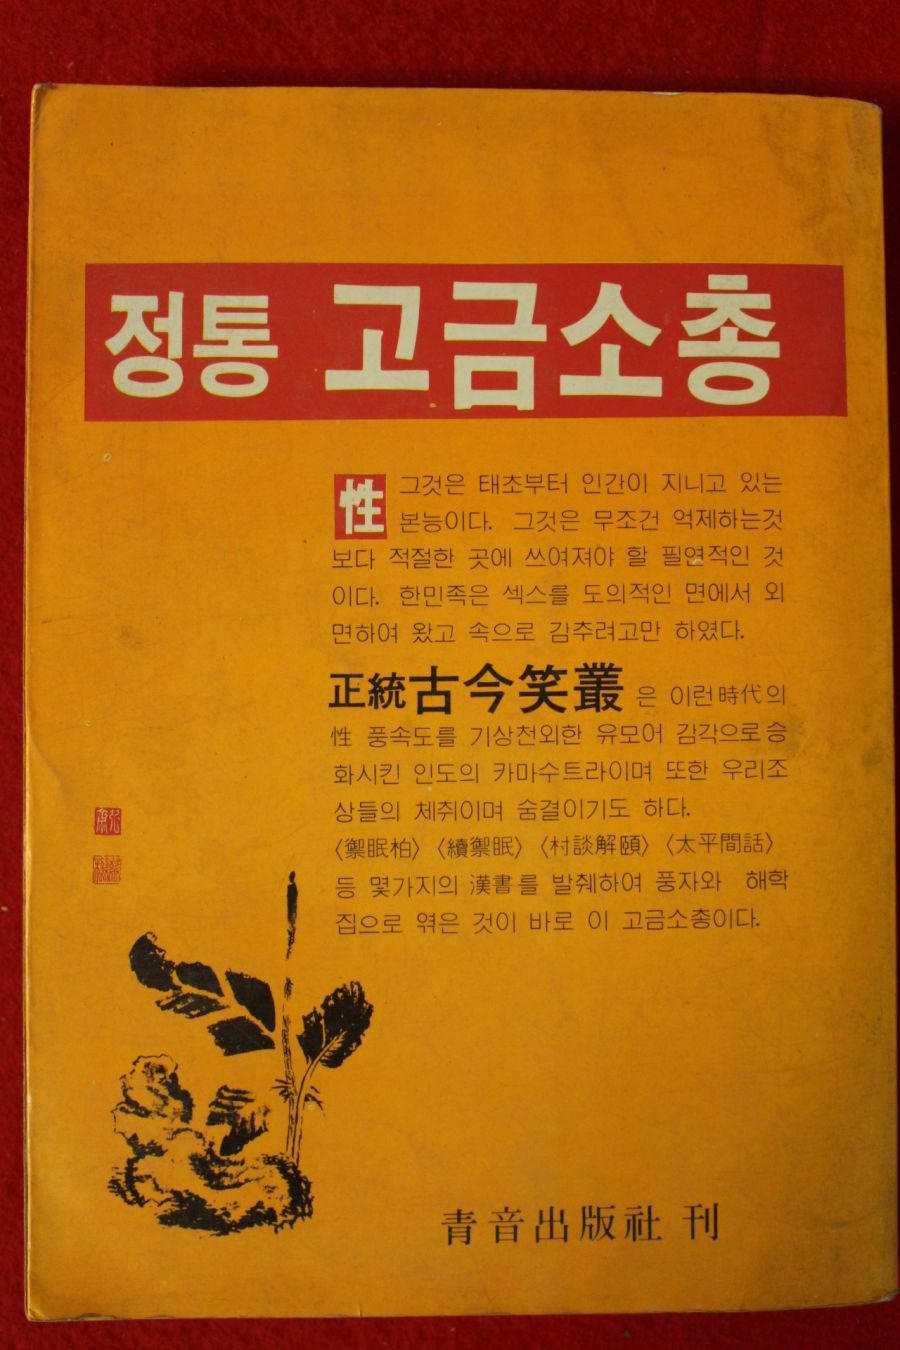 정통 고금소총
性 그것은 태초부터 인간이 지니고 있는
본능이다. 그것은 무조건 억제하는것
보다 적절한 곳에 쓰여져야 할 필연적인 것
이다. 한민족은 섹스를 도의적인 면에서 외
면하여 왔고 속으로 감추려고만 하였다.
正統古今笑叢은 이런時代의
性 풍속도를 기상천외한 유모어 감각으로승
화시킨 인도의 카마수트라이며 또한 우리조
상들의 체취이며 숨결이기도 하다.
〈禦眠栢〉〈續禦眠〉〈村談解頤〉〈太平間話〉
등 몇가지의 漢書를 발췌하여 풍자와 해학
집으로 엮은 것이 바로 이 고금소총이다.
青音出版社 刊